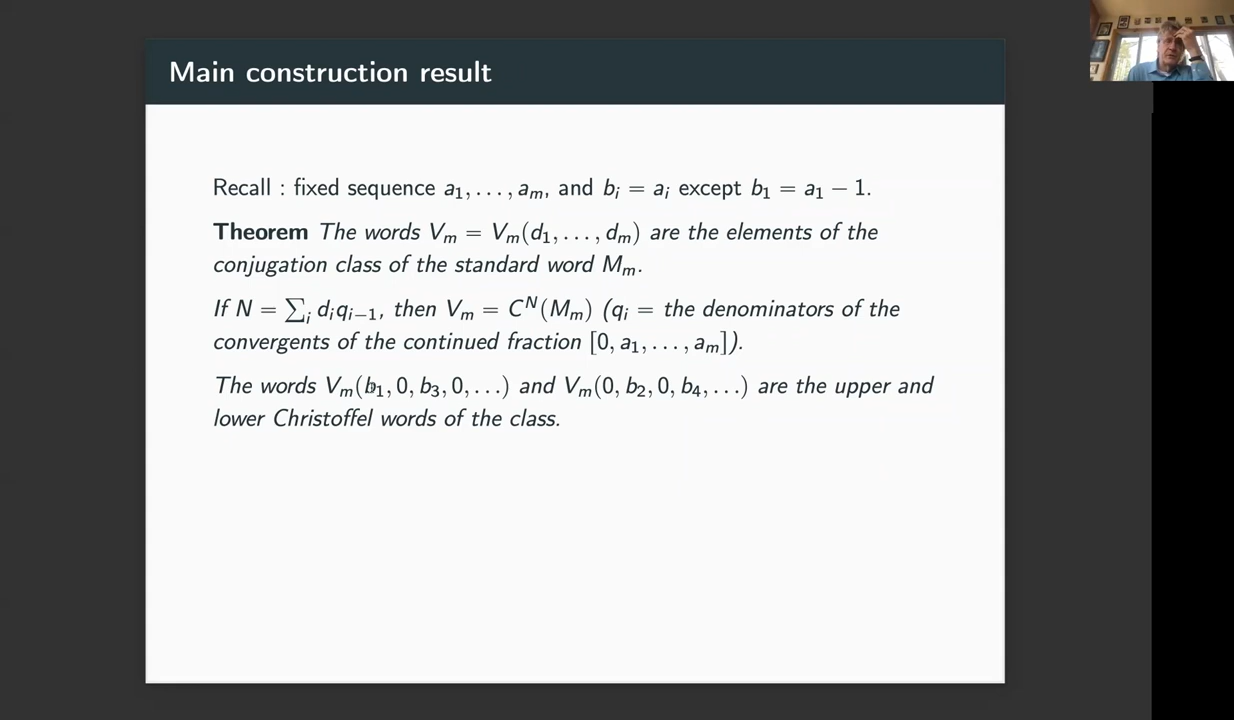 Main construction result
Recall : fixed sequence a₁, . . . , aₘ, and bᵢ = aᵢ except b₁ = a₁ − 1.
Theorem The words Vₘ = Vₘ(d₁, . . . , dₘ) are the elements of the
conjugation class of the standard word Mₘ.
If N = ∑ᵢ dᵢqᵢ₋₁, then Vₘ = Cᴺ(Mₘ) (qᵢ = the denominators of the
convergents of the continued fraction [0, a₁, . . . , aₘ]).
The words Vₘ(b₁, 0, b₃, 0, . . .) and Vₘ(0, b₂, 0, b₄, . . .) are the upper and
lower Christoffel words of the class.